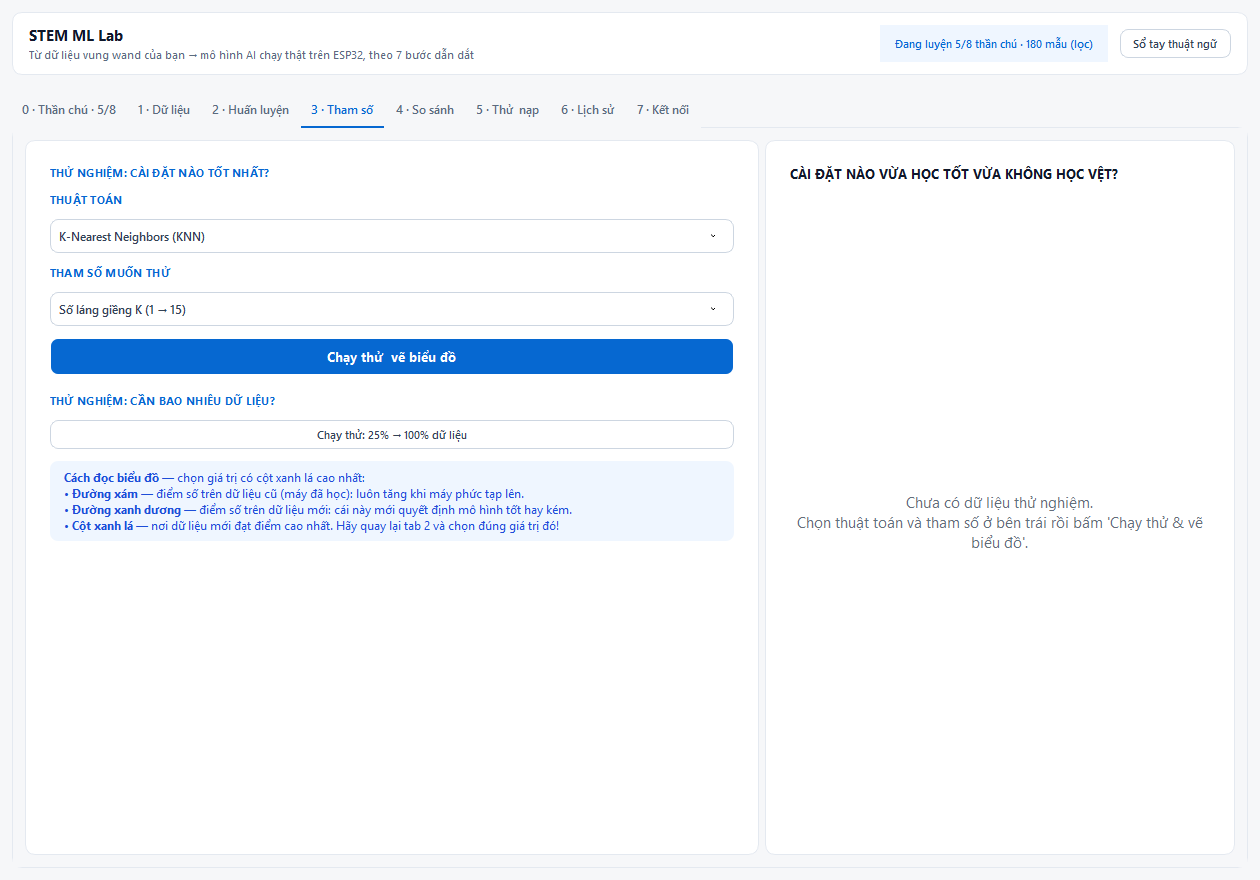 STEM ML Lab
Từ dữ liệu vung wand của bạn → mô hình AI chạy thật trên ESP32, theo 7 bước dẫn dắt
Đang luyện 5/8 thần chú · 180 mẫu (lọc)
Sổ tay thuật ngữ
0 · Thần chú · 5/8
1 · Dữ liệu
2 · Huấn luyện
3 · Tham số
4 · So sánh
5 · Thử nạp
6 · Lịch sử
7 · Kết nối
THỬ NGHIỆM: CÀI ĐẶT NÀO TỐT NHẤT?
THUẬT TOÁN
K-Nearest Neighbors (KNN)
THAM SỐ MUỐN THỬ
Số láng giềng K (1 → 15)
Chạy thử vẽ biểu đồ
THỬ NGHIỆM: CẦN BAO NHIÊU DỮ LIỆU?
Chạy thử: 25% → 100% dữ liệu
Cách đọc biểu đồ — chọn giá trị có cột xanh lá cao nhất:
• Đường xám — điểm số trên dữ liệu cũ (máy đã học): luôn tăng khi máy phức tạp lên.
• Đường xanh dương — điểm số trên dữ liệu mới: cái này mới quyết định mô hình tốt hay kém.
• Cột xanh lá — nơi dữ liệu mới đạt điểm cao nhất. Hãy quay lại tab 2 và chọn đúng giá trị đó!
CÀI ĐẶT NÀO VỪA HỌC TỐT VỪA KHÔNG HỌC VẸT?
Chưa có dữ liệu thử nghiệm.
Chọn thuật toán và tham số ở bên trái rồi bấm 'Chạy thử & vẽ
biểu đồ'.